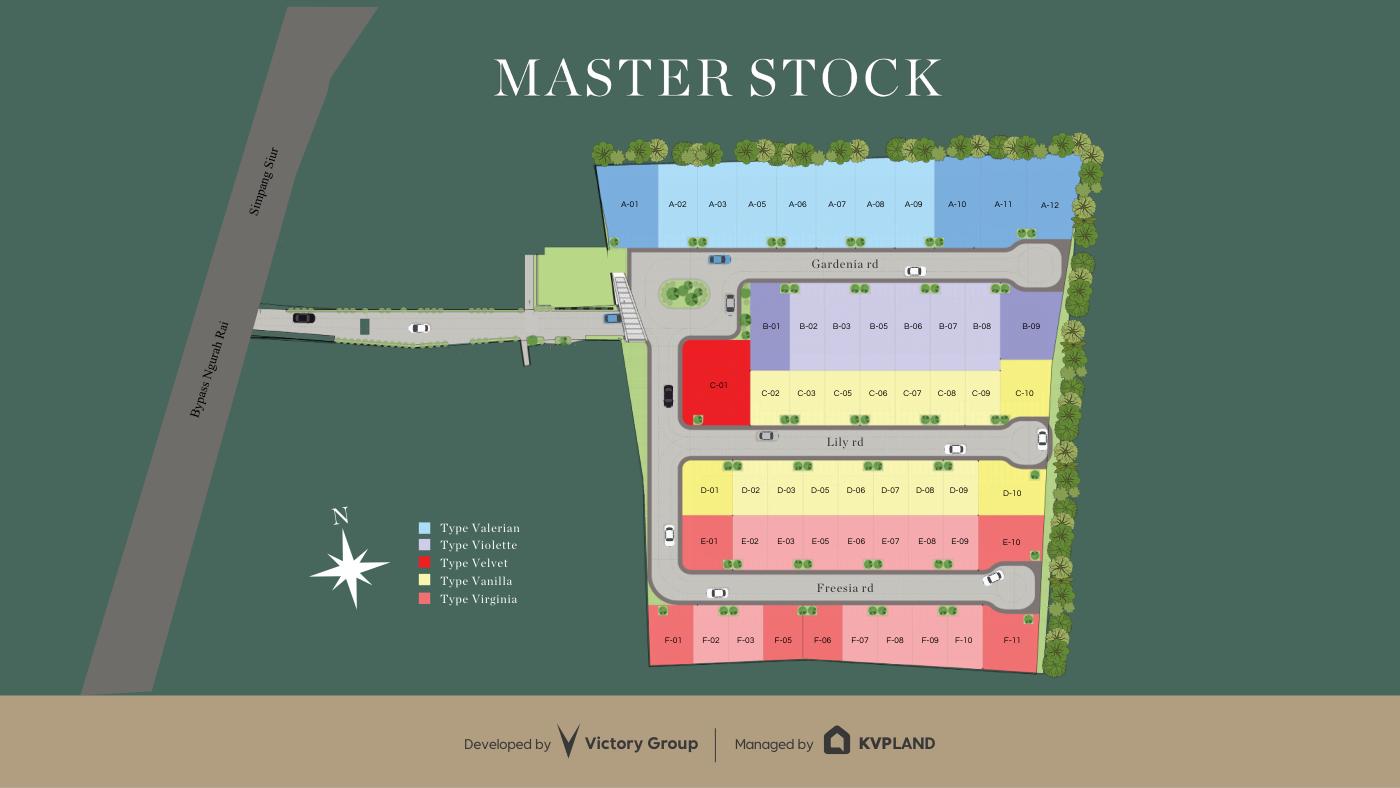 MASTER STOCK
Simpang Siur
Bypass Ngurah Rai
A-01 A-02 A-03 A-05 A-06 A-07 A-08 A-09 A-10 A-11 A-12
Gardenia rd
B-01 B-02 B-03 B-05 B-06 B-07 B-08 B-09
C-01 C-02 C-03 C-05 C-06 C-07 C-08 C-09 C-10
Lily rd
D-01 D-02 D-03 D-05 D-06 D-07 D-08 D-09 D-10
E-01 E-02 E-03 E-05 E-06 E-07 E-08 E-09 E-10
Freesia rd
F-01 F-02 F-03 F-05 F-06 F-07 F-08 F-09 F-10 F-11
N
Type Valerian
Type Violette
Type Velvet
Type Vanilla
Type Virginia
Developed by Victory Group Managed by KVPLAND